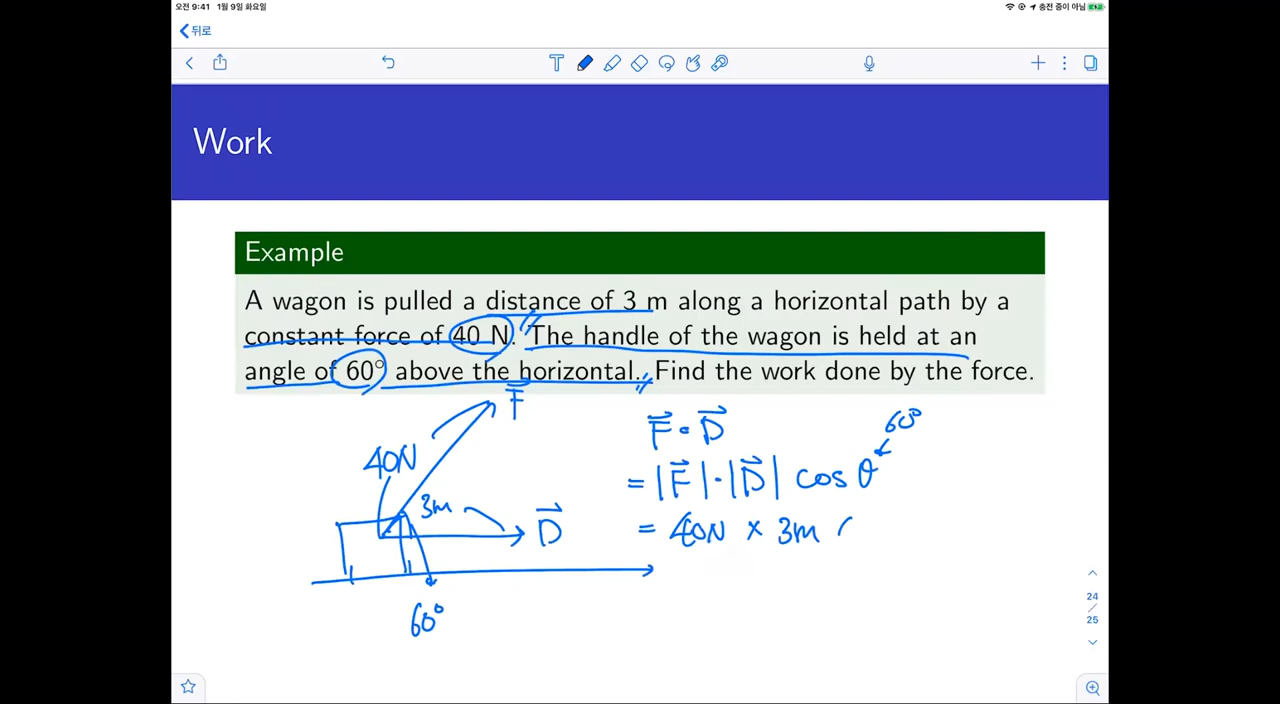 오전 9:41 1월 9일 화요일
충전 중이 아님
뒤로
Work
Example
A wagon is pulled a distance of 3 m along a horizontal path by a
constant force of 40 N. The handle of the wagon is held at an
angle of 60° above the horizontal. Find the work done by the force.
F⃗
40N
3m
D⃗
60°
F⃗ · D⃗
60°
= |F⃗| · |D⃗| cos θ
= 40N × 3m (
24
/
25